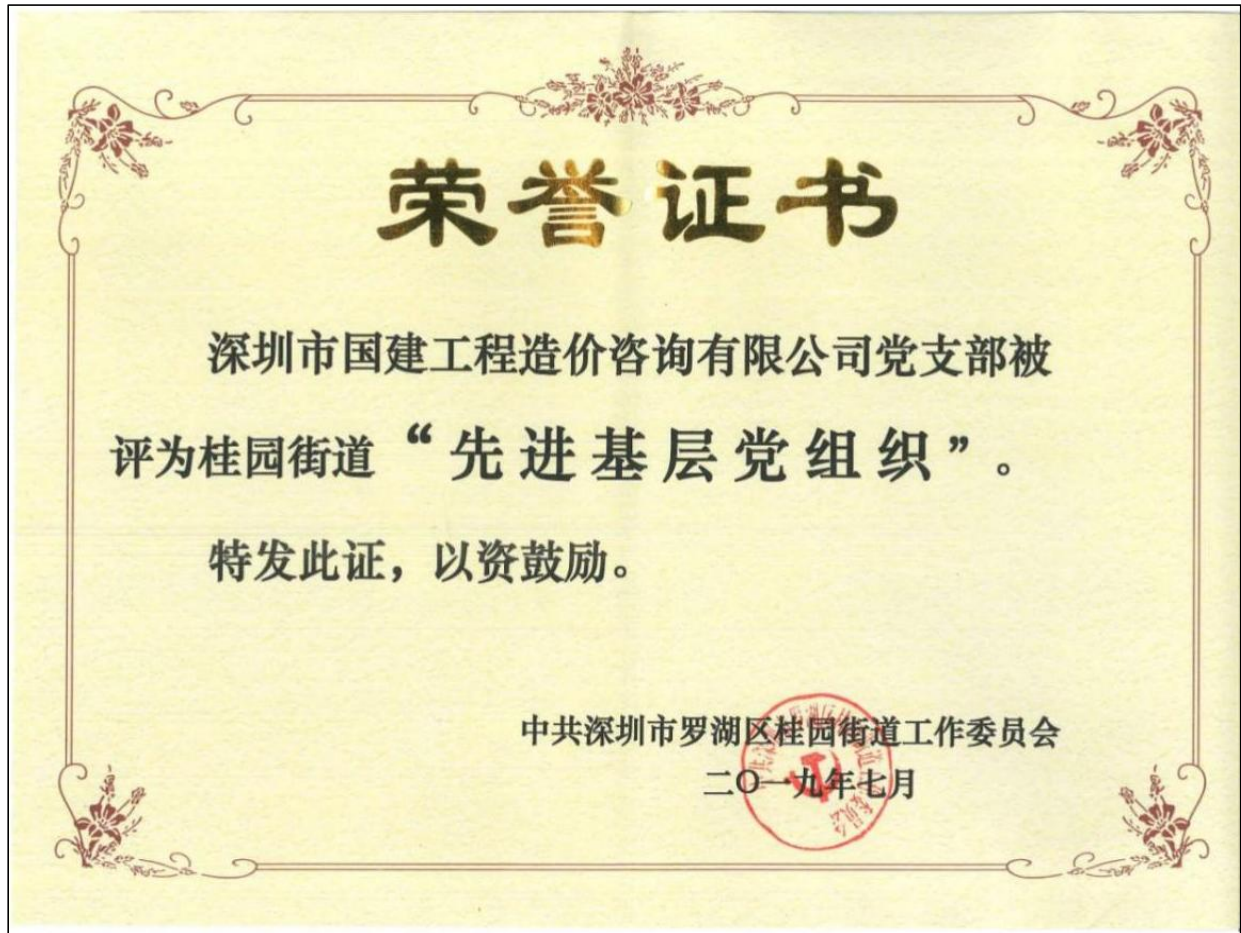 荣誉证书
深圳市国建工程造价咨询有限公司党支部被
评为桂园街道“先进基层党组织”。
特发此证，以资鼓励。
中共深圳市罗湖区桂园街道工作委员会
二〇一九年七月